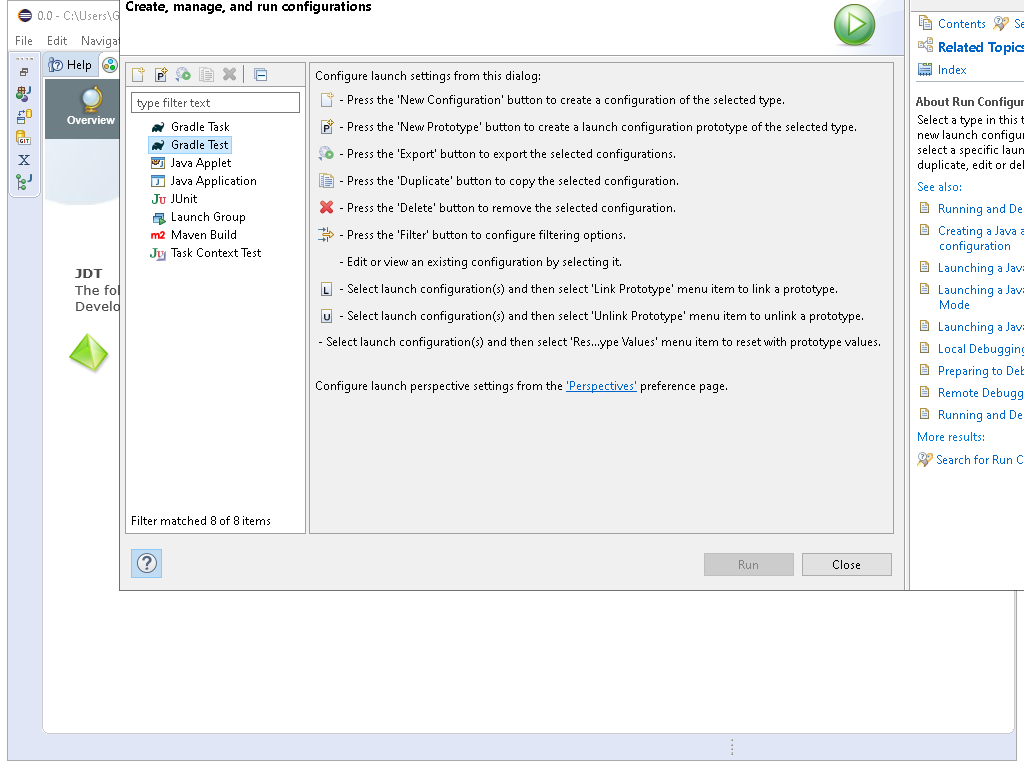 0.0 - C:\Users\G
File Edit Navigat
Help
Overview
JDT
The fol
Develo
Create, manage, and run configurations
type filter text
Gradle Task
Gradle Test
Java Applet
Java Application
JUnit
Launch Group
Maven Build
Task Context Test
Filter matched 8 of 8 items
Configure launch settings from this dialog:
- Press the 'New Configuration' button to create a configuration of the selected type.
- Press the 'New Prototype' button to create a launch configuration prototype of the selected type.
- Press the 'Export' button to export the selected configurations.
- Press the 'Duplicate' button to copy the selected configuration.
- Press the 'Delete' button to remove the selected configuration.
- Press the 'Filter' button to configure filtering options.
- Edit or view an existing configuration by selecting it.
- Select launch configuration(s) and then select 'Link Prototype' menu item to link a prototype.
- Select launch configuration(s) and then select 'Unlink Prototype' menu item to unlink a prototype.
- Select launch configuration(s) and then select 'Res...ype Values' menu item to reset with prototype values.
Configure launch perspective settings from the 'Perspectives' preference page.
Run
Close
Contents Se
Related Topics
Index
About Run Configur
Select a type in this t
new launch configu
select a specific laun
duplicate, edit or del
See also:
Running and De
Creating a Java a
configuration
Launching a Java
Launching a Java
Mode
Launching a Java
Local Debugging
Preparing to Deb
Remote Debugg
Running and De
More results:
Search for Run C